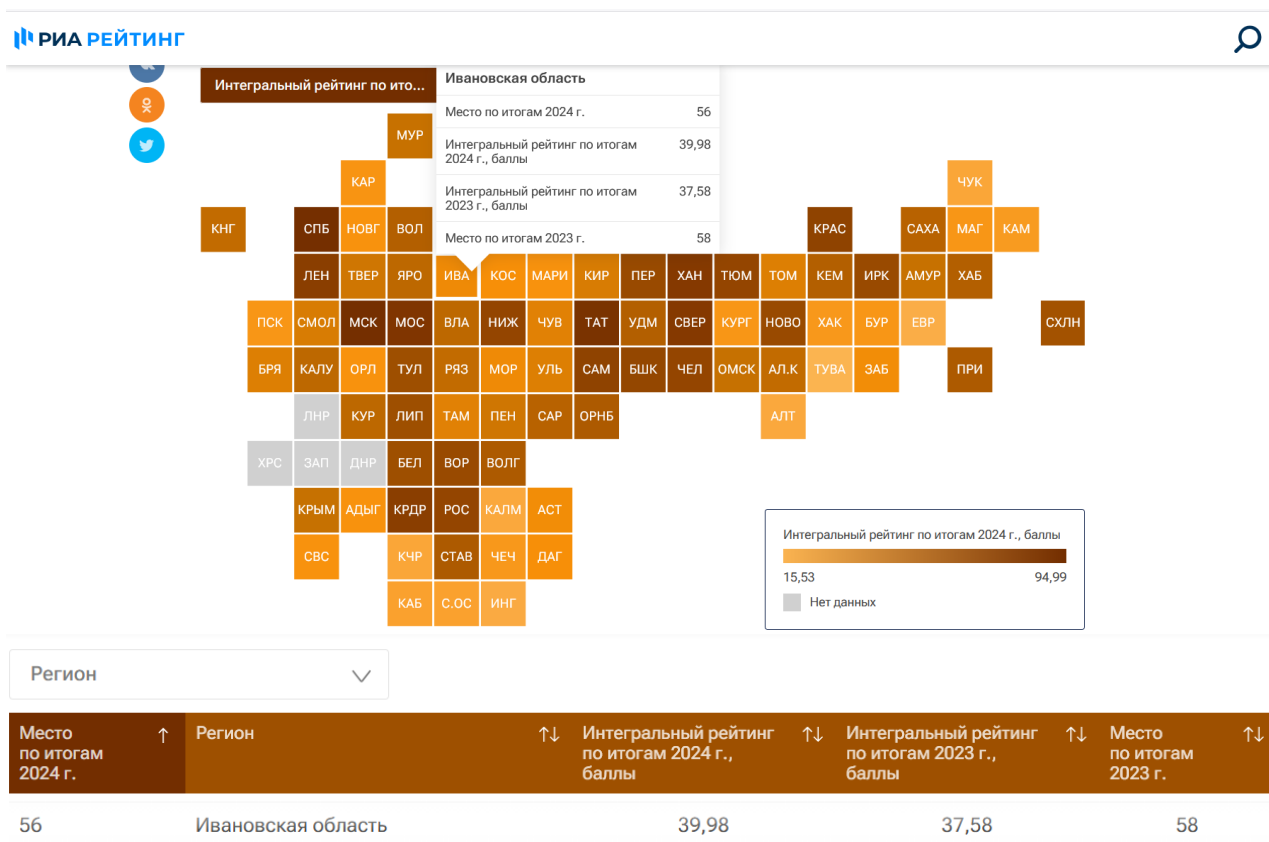 РИА РЕЙТИНГ
Интегральный рейтинг по ито...
Ивановская область
Место по итогам 2024 г. 56
Интегральный рейтинг по итогам 39,98
2024 г., баллы
Интегральный рейтинг по итогам 37,58
2023 г., баллы
Место по итогам 2023 г. 58
МУР
КАР ЧУК
КНГ СПБ НОВГ ВОЛ КРАС САХА МАГ КАМ
ЛЕН ТВЕР ЯРО ИВА КОС МАРИ КИР ПЕР ХАН ТЮМ ТОМ КЕМ ИРК АМУР ХАБ
ПСК СМОЛ МСК МОС ВЛА НИЖ ЧУВ ТАТ УДМ СВЕР КУРГ НОВО ХАК БУР ЕВР СХЛН
БРЯ КАЛУ ОРЛ ТУЛ РЯЗ МОР УЛЬ САМ БШК ЧЕЛ ОМСК АЛ.К ТУВА ЗАБ ПРИ
ЛНР КУР ЛИП ТАМ ПЕН САР ОРНБ АЛТ
ХРС ЗАП ДНР БЕЛ ВОР ВОЛГ
КРЫМ АДЫГ КРДР РОС КАЛМ АСТ
СВС КЧР СТАВ ЧЕЧ ДАГ
КАБ С.ОС ИНГ
Интегральный рейтинг по итогам 2024 г., баллы
15,53 94,99
Нет данных
Регион
Место Регион Интегральный рейтинг Интегральный рейтинг Место
по итогам по итогам 2024 г., по итогам 2023 г., по итогам
2024 г. баллы баллы 2023 г.
56 Ивановская область 39,98 37,58 58